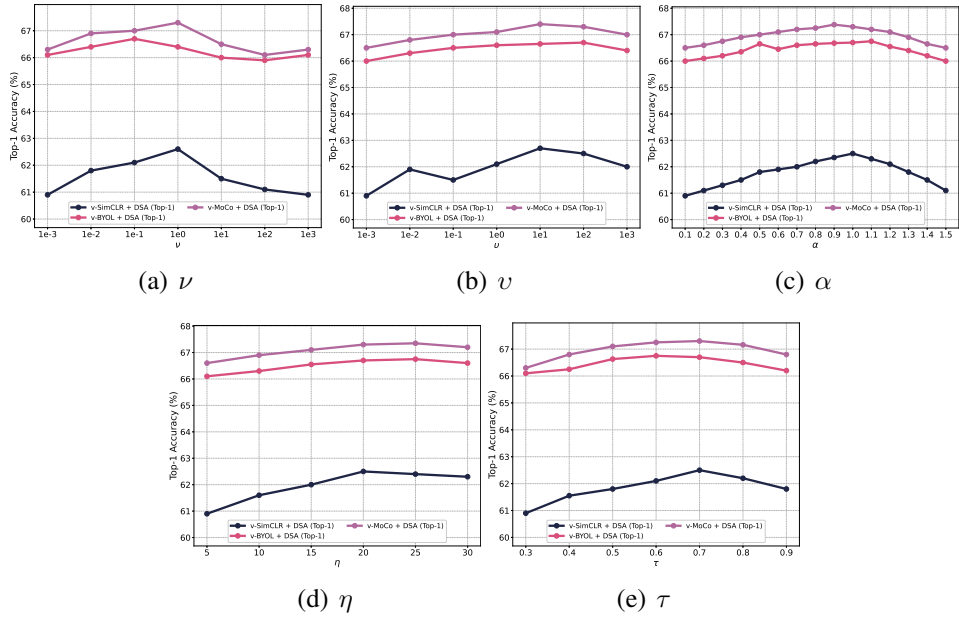 67
66
65
64
63
62
61
60
Top-1 Accuracy (%)
v-SimCLR + DSA (Top-1)
v-BYOL + DSA (Top-1)
v-MoCo + DSA (Top-1)
1e-3 1e-2 1e-1 1e0 1e1 1e2 1e3
ν
(a) ν
68
67
66
65
64
63
62
61
60
Top-1 Accuracy (%)
v-SimCLR + DSA (Top-1)
v-BYOL + DSA (Top-1)
v-MoCo + DSA (Top-1)
1e-3 1e-2 1e-1 1e0 1e1 1e2 1e3
υ
(b) υ
68
67
66
65
64
63
62
61
60
Top-1 Accuracy (%)
v-SimCLR + DSA (Top-1)
v-BYOL + DSA (Top-1)
v-MoCo + DSA (Top-1)
0.1 0.2 0.3 0.4 0.5 0.6 0.7 0.8 0.9 1.0 1.1 1.2 1.3 1.4 1.5
α
(c) α
68
67
66
65
64
63
62
61
60
Top-1 Accuracy (%)
v-SimCLR + DSA (Top-1)
v-BYOL + DSA (Top-1)
v-MoCo + DSA (Top-1)
5 10 15 20 25 30
η
(d) η
67
66
65
64
63
62
61
60
Top-1 Accuracy (%)
v-SimCLR + DSA (Top-1)
v-BYOL + DSA (Top-1)
v-MoCo + DSA (Top-1)
0.3 0.4 0.5 0.6 0.7 0.8 0.9
τ
(e) τ